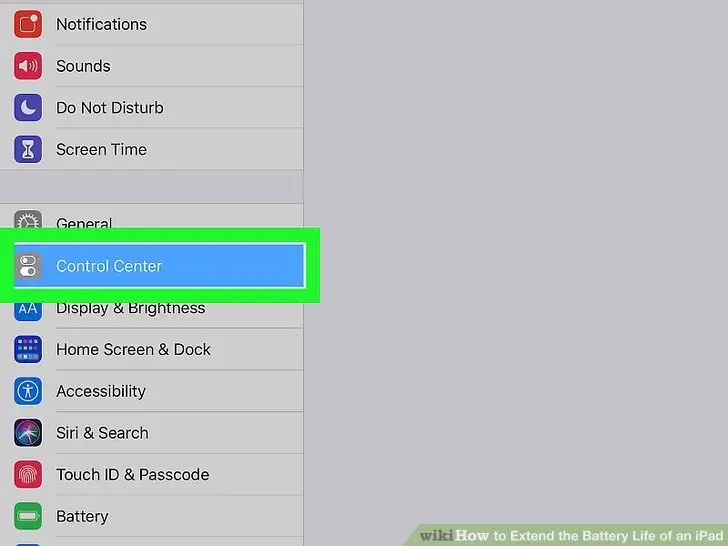 Notifications
Sounds
Do Not Disturb
Screen Time
General
Control Center
AA Display & Brightness
Home Screen & Dock
Accessibility
Siri & Search
Touch ID & Passcode
Battery
wikiHow to Extend the Battery Life of an iPad